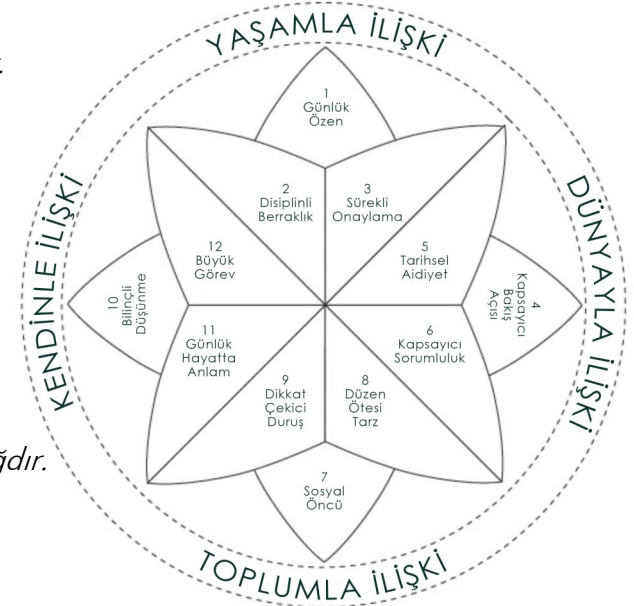 YAŞAMLA İLİŞKİ
1
Günlük
Özen
2
Disiplinli
Berraklık
3
Sürekli
Onaylama
KENDİNLE İLİŞKİ
DÜNYAYLA İLİŞKİ
12
Büyük
Görev
5
Tarihsel
Aidiyet
10
Bilinçli
Düşünme
4
Kapsayıcı
Bakış
Açısı
11
Günlük
Hayatta
Anlam
6
Kapsayıcı
Sorumluluk
9
Dikkat
Çekici
Duruş
8
Düzen
Ötesi
Tarz
ğdır.
7
Sosyal
Öncü
TOPLUMLA İLİŞKİ